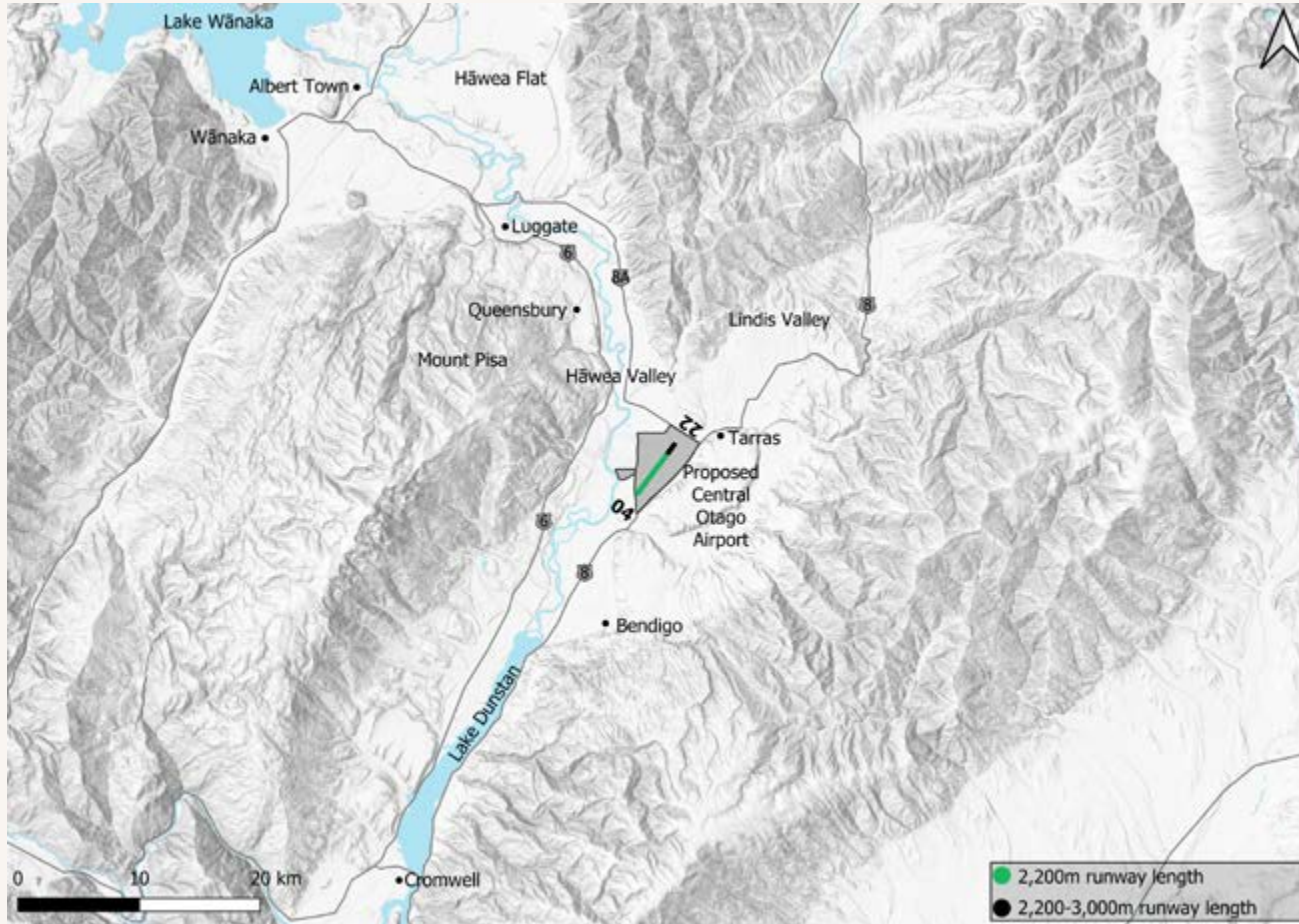 Lake Wānaka
Albert Town
Hāwea Flat
Wānaka
Luggate
6
8A
Queensbury
Lindis Valley
8
Mount Pisa
Hāwea Valley
22
Tarras
Proposed
Central
Otago
Airport
04
6
8
Bendigo
Lake Dunstan
Cromwell
0 10 20 km
2,200m runway length
2,200-3,000m runway length